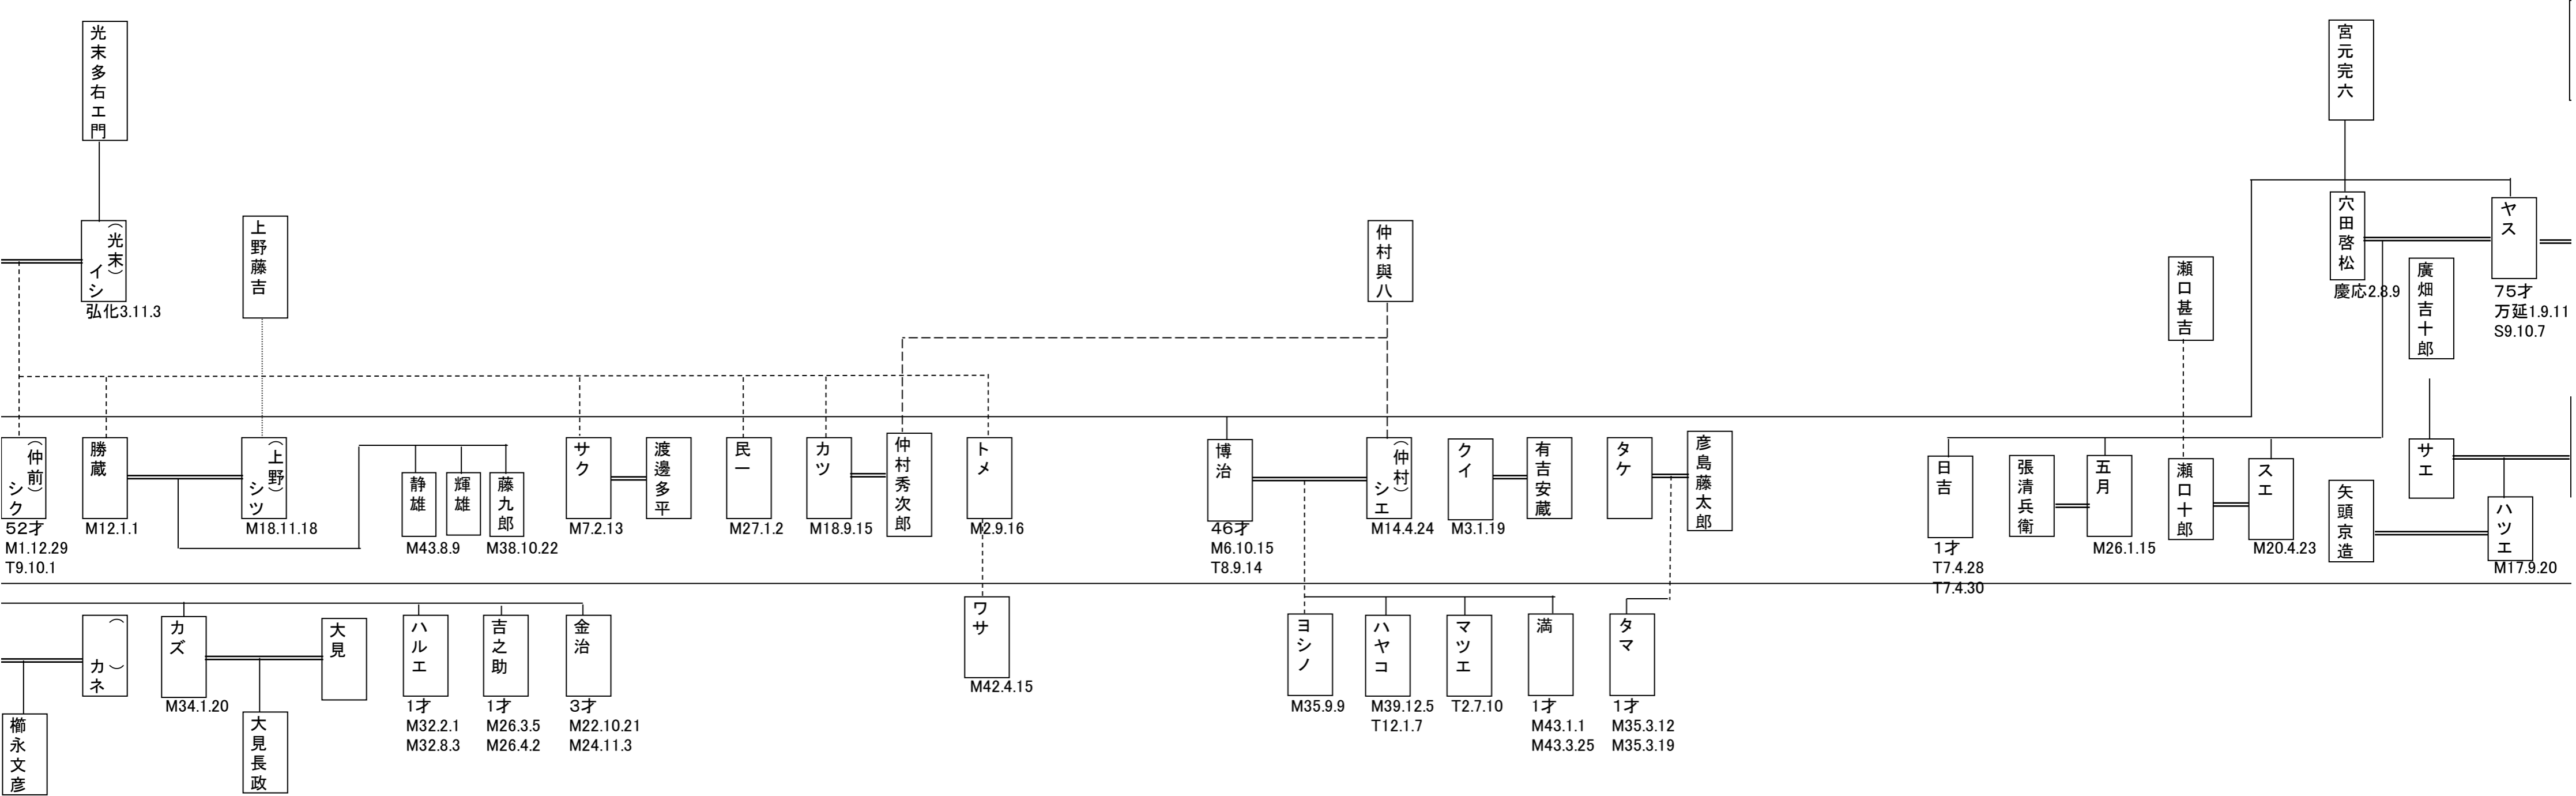 光末多右エ門
宮元完六
(光末)
イシ
弘化3.11.3
上野藤吉
仲村與八
瀬口甚吉
穴田啓松
慶応2.8.9
廣畑吉十郎
ヤス
75才
万延1.9.11
S9.10.7
(仲前)
シク
52才
M1.12.29
T9.10.1
勝蔵
M12.1.1
(上野)
シツ
M18.11.18
静雄
M43.8.9
輝雄
藤九郎
M38.10.22
サク
M7.2.13
渡邊多平
民一
M27.1.2
カツ
M18.9.15
仲村秀次郎
トメ
M2.9.16
博治
46才
M6.10.15
T8.9.14
(仲村)
シエ
M14.4.24
クイ
M3.1.19
有吉安蔵
タケ
彦島藤太郎
日吉
1才
T7.4.28
T7.4.30
張清兵衛
五月
M26.1.15
瀬口十郎
スエ
M20.4.23
矢頭京造
サエ
ハツエ
M17.9.20
( )
カネ
櫛永文彦
カズ
M34.1.20
大見
大見長政
ハルエ
1才
M32.2.1
M32.8.3
吉之助
1才
M26.3.5
M26.4.2
金治
3才
M22.10.21
M24.11.3
ワサ
M42.4.15
ヨシノ
M35.9.9
ハヤコ
M39.12.5
T12.1.7
マツエ
T2.7.10
満
1才
M43.1.1
M43.3.25
タマ
1才
M35.3.12
M35.3.19